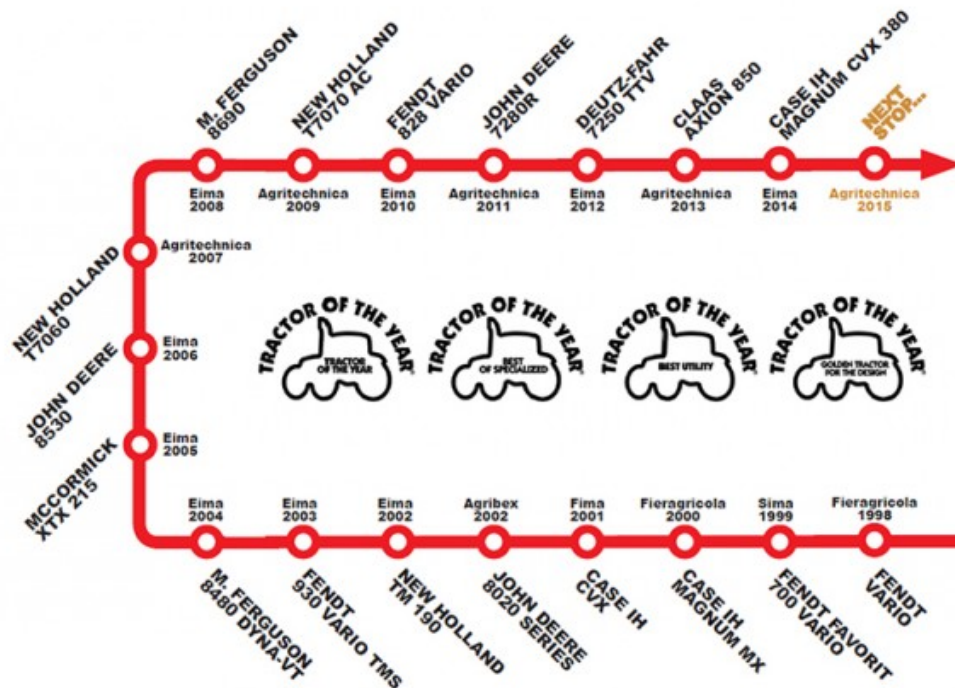 M. FERGUSON
8690
NEW HOLLAND
T7070 AC
FENDT
828 VARIO
JOHN DEERE
7280R
DEUTZ-FAHR
7250 TTV
CLAAS
AXION 850
CASE IH
MAGNUM CVX 380
NEXT
STOP...
Eima
2008
Agritechnica
2009
Eima
2010
Agritechnica
2011
Eima
2012
Agritechnica
2013
Eima
2014
Agritechnica
2015
NEW HOLLAND
T7060
Agritechnica
2007
JOHN DEERE
8530
Eima
2006
MCCORMICK
XTX 215
Eima
2005
TRACTOR OF THE YEAR
TRACTOR
OF THE YEAR
TRACTOR OF THE YEAR
BEST
OF SPECIALIZED
TRACTOR OF THE YEAR
BEST UTILITY
TRACTOR OF THE YEAR
GOLDEN TRACTOR
FOR THE DESIGN
Eima
2004
Eima
2003
Eima
2002
Agribex
2002
Fima
2001
Fieragricola
2000
Sima
1999
Fieragricola
1998
M. FERGUSON
8480 DYNA-VT
FENDT
930 VARIO TMS
NEW HOLLAND
TM 190
JOHN DEERE
8020 SERIES
CASE IH
CVX
CASE IH
MAGNUM MX
FENDT FAVORIT
700 VARIO
FENDT
VARIO